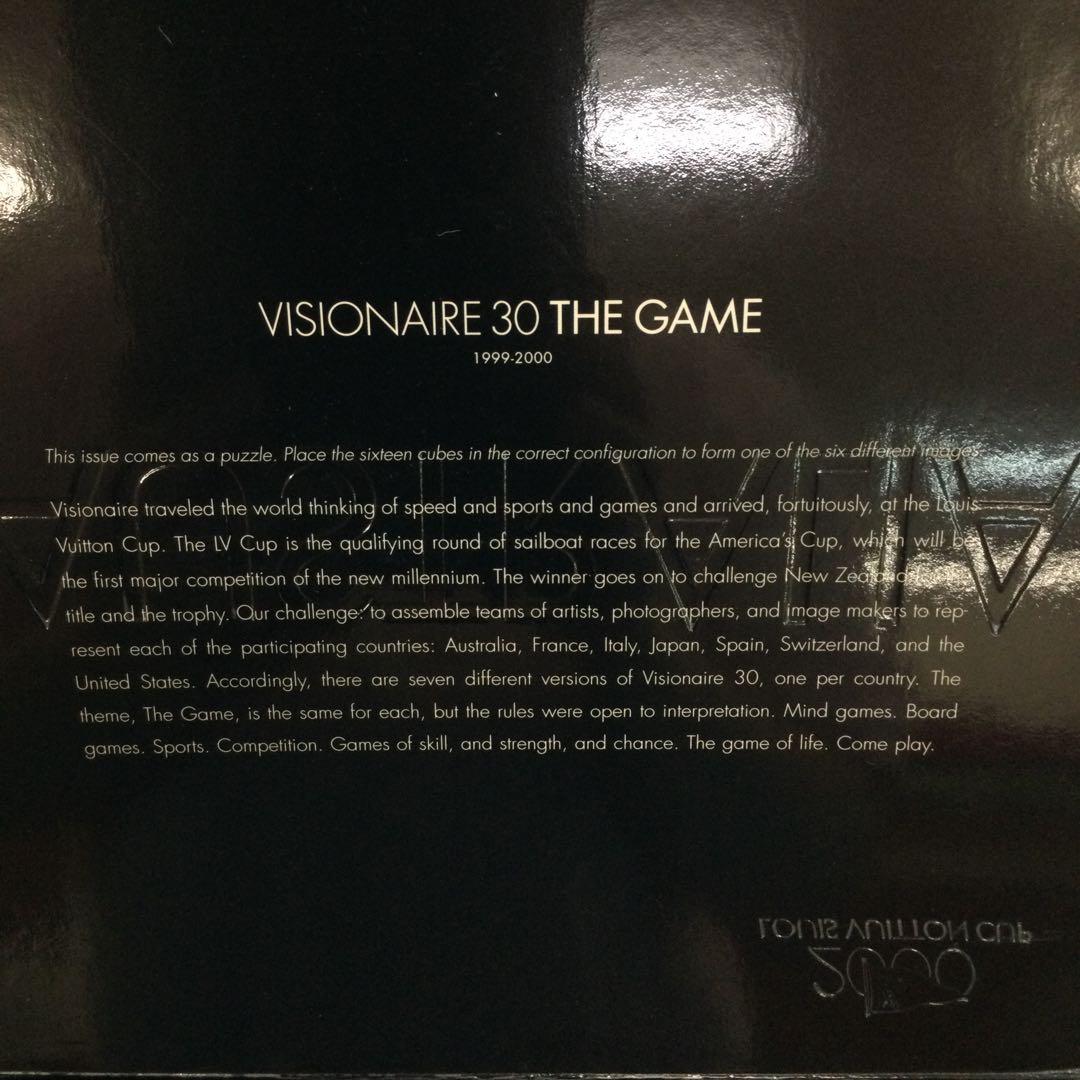 VISIONAIRE 30 THE GAME
1999-2000
This issue comes as a puzzle. Place the sixteen cubes in the correct configuration to form one of the six different images.
Visionaire traveled the world thinking of speed and sports and games and arrived, fortuitously, at the Louis
Vuitton Cup. The LV Cup is the qualifying round of sailboat races for the America's Cup, which will be
the first major competition of the new millennium. The winner goes on to challenge New Zealand
title and the trophy. Our challenge: to assemble teams of artists, photographers, and image makers to rep-
resent each of the participating countries: Australia, France, Italy, Japan, Spain, Switzerland, and the
United States. Accordingly, there are seven different versions of Visionaire 30, one per country. The
theme, The Game, is the same for each, but the rules were open to interpretation. Mind games. Board
games. Sports. Competition. Games of skill, and strength, and chance. The game of life. Come play.
AUSTRALIA
LOUIS VUITTON CUP
2000